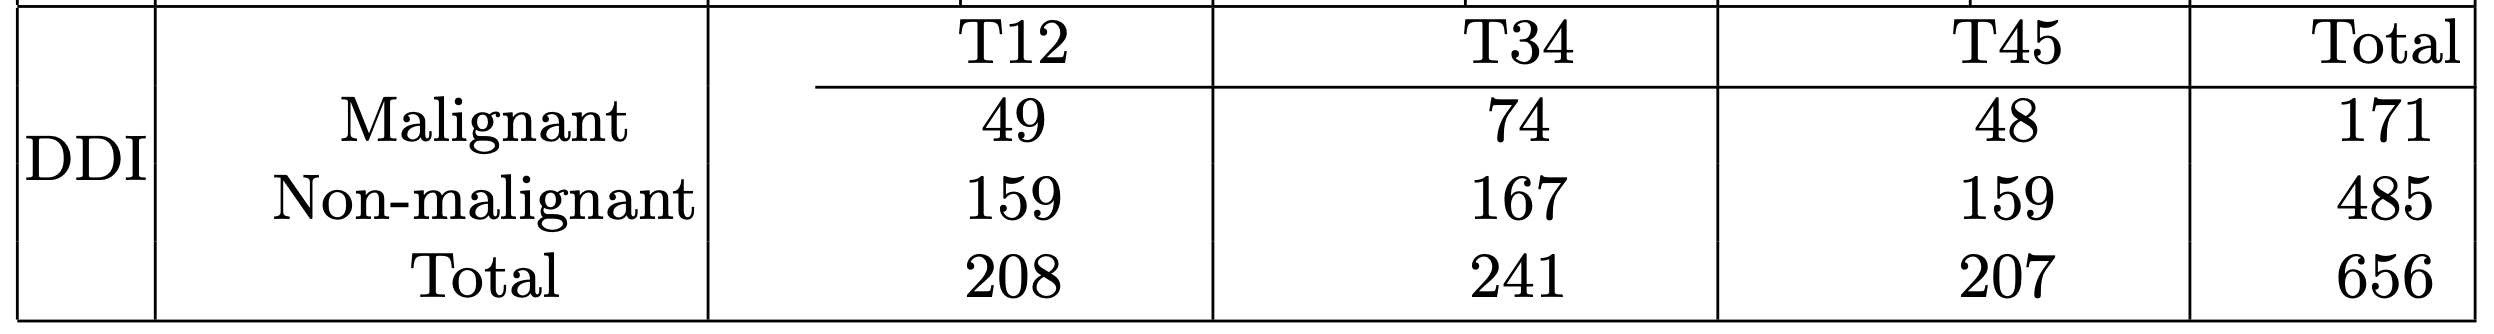 T12 T34 T45 Total
DDI Malignant 49 74 48 171
Non-malignant 159 167 159 485
Total 208 241 207 656